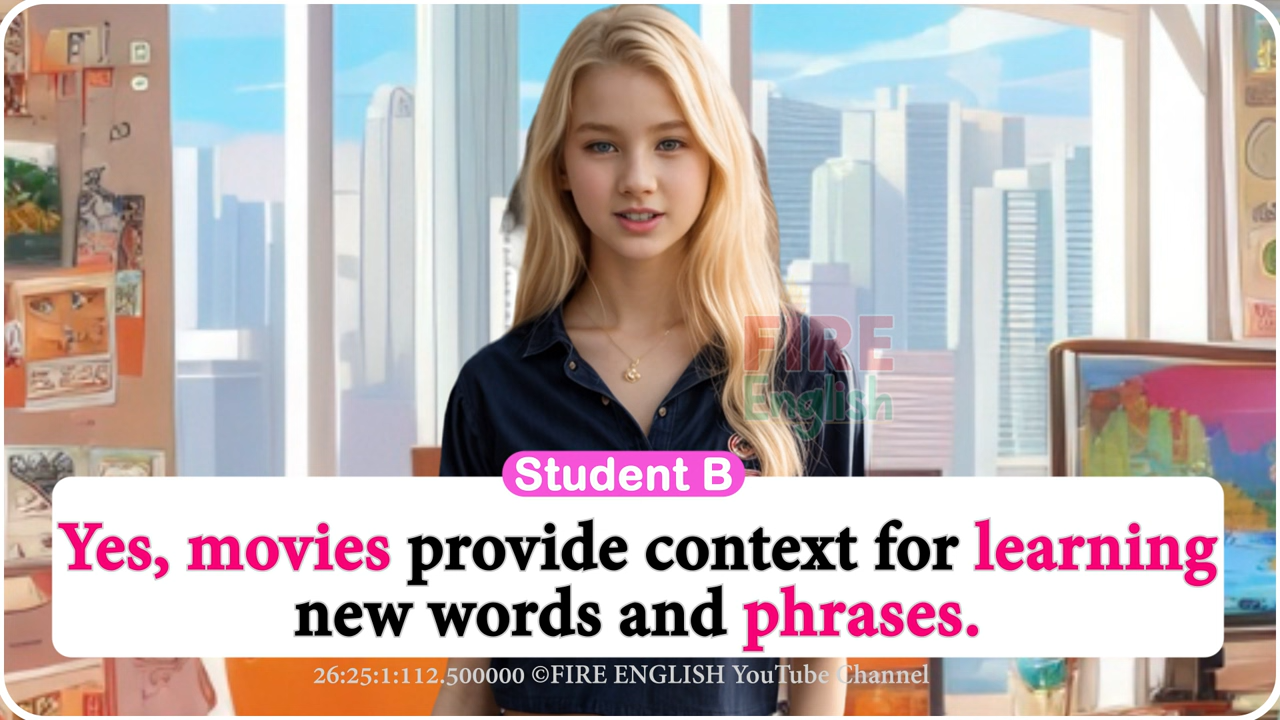 FIRE
English
Student B
Yes, movies provide context for learning
new words and phrases.
26:25:1:112.500000 ©FIRE ENGLISH YouTube Channel